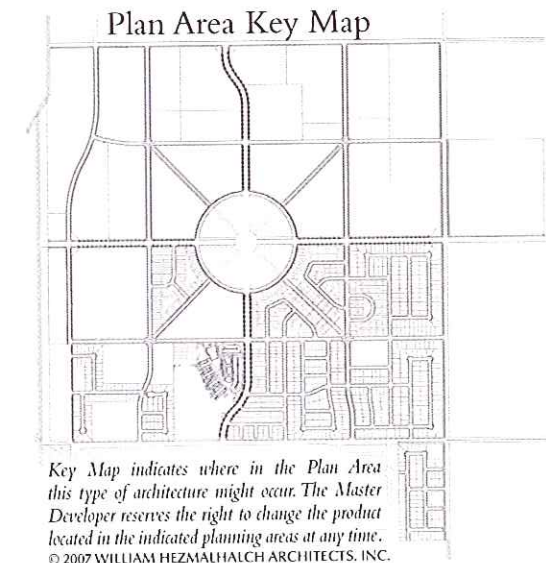 Plan Area Key Map
Key Map indicates where in the Plan Area
this type of architecture might occur. The Master
Developer reserves the right to change the product
located in the indicated planning areas at any time.
© 2007 WILLIAM HEZMALHALCH ARCHITECTS, INC.